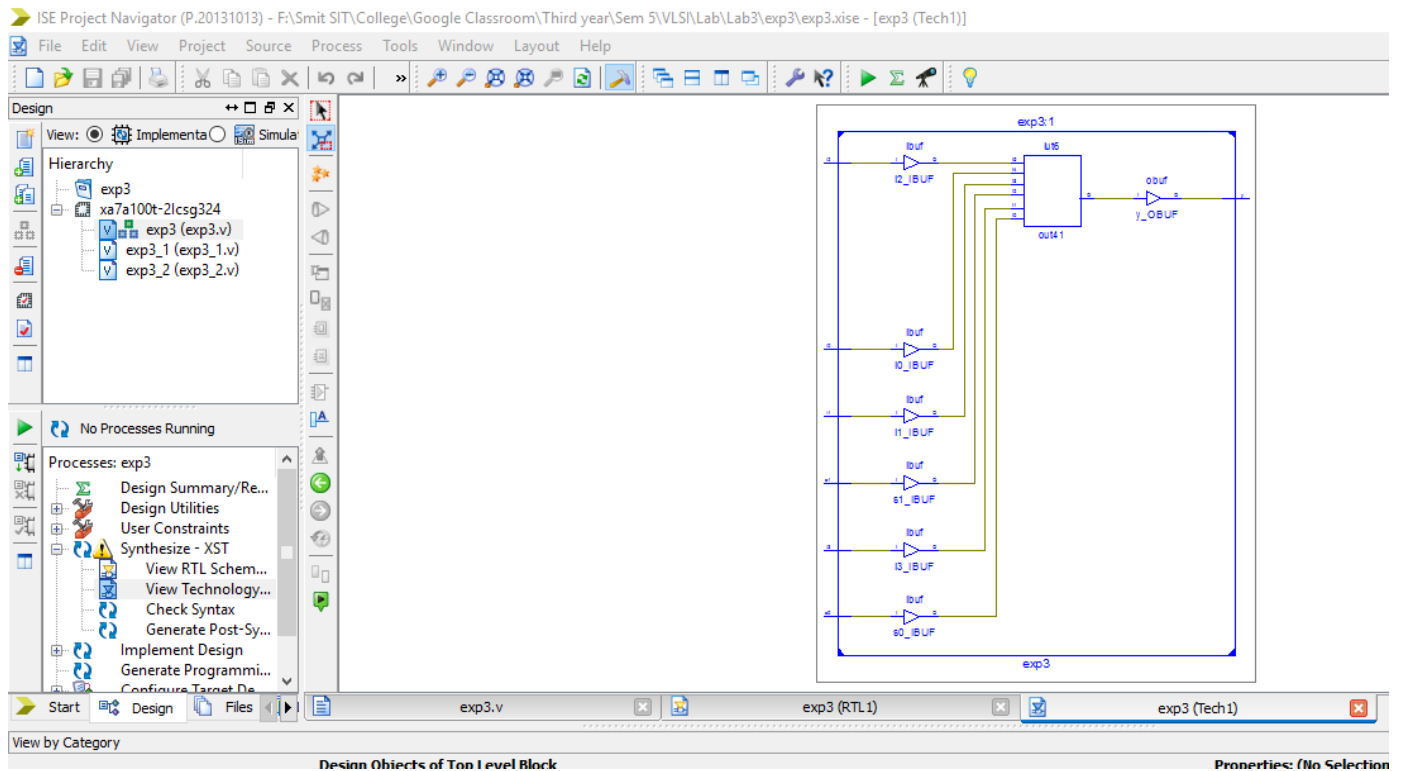 ISE Project Navigator (P.20131013) - F:\Smit SIT\College\Google Classroom\Third year\Sem 5\VLSI\Lab\Lab3\exp3\exp3.xise - [exp3 (Tech1)]
File Edit View Project Source Process Tools Window Layout Help
Design
View: Implementa Simula
Hierarchy
exp3
xa7a100t-2lcsg324
exp3 (exp3.v)
exp3_1 (exp3_1.v)
exp3_2 (exp3_2.v)
No Processes Running
Processes: exp3
Design Summary/Re...
Design Utilities
User Constraints
Synthesize - XST
View RTL Schem...
View Technology...
Check Syntax
Generate Post-Sy...
Implement Design
Generate Programmi...
Configure Target De
Start Design Files
exp3:1
ibuf
I2_IBUF
lut6
out41
obuf
y_OBUF
ibuf
I0_IBUF
ibuf
I1_IBUF
ibuf
s1_IBUF
ibuf
I3_IBUF
ibuf
s0_IBUF
exp3
exp3.v
exp3 (RTL1)
exp3 (Tech1)
View by Category
Design Objects of Top Level Block
Properties: (No Selection